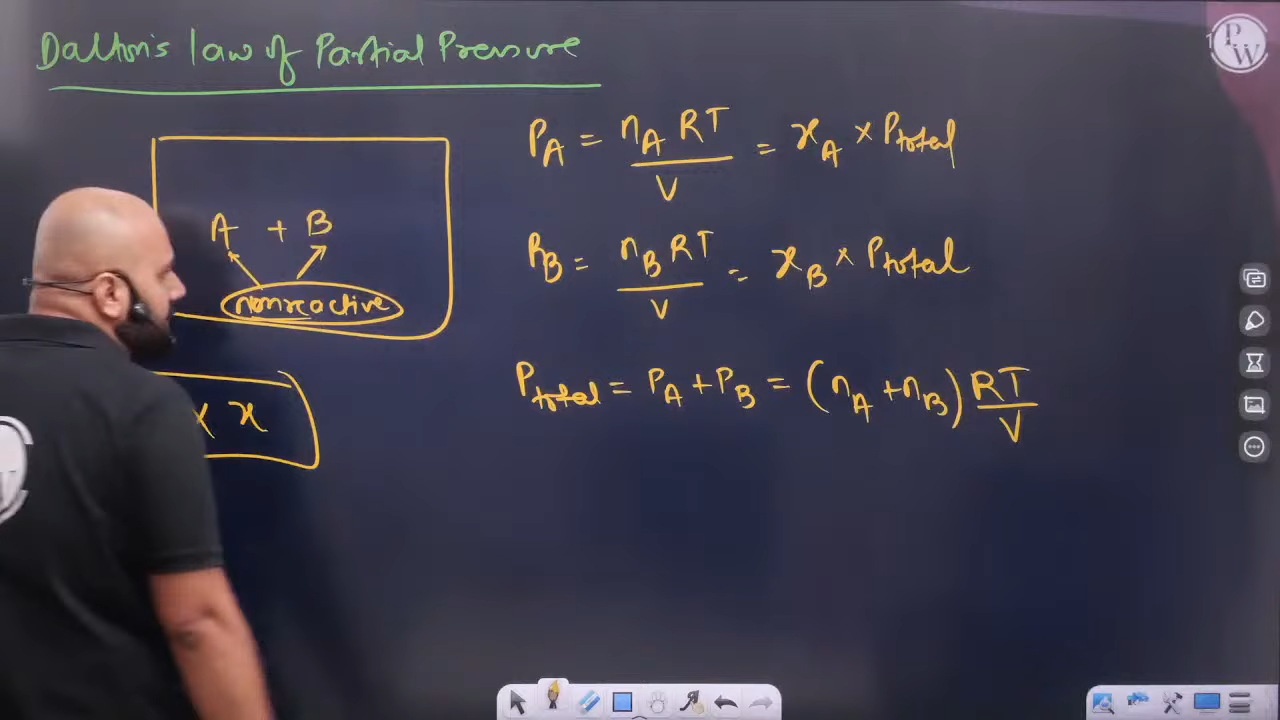 Dalton's law of Partial Pressure
PW
P_A = n_A RT / V = x_A × P_total
A + B
nonreactive
P_B = n_B RT / V = x_B × P_total
P_total = P_A + P_B = (n_A + n_B) RT / V
x